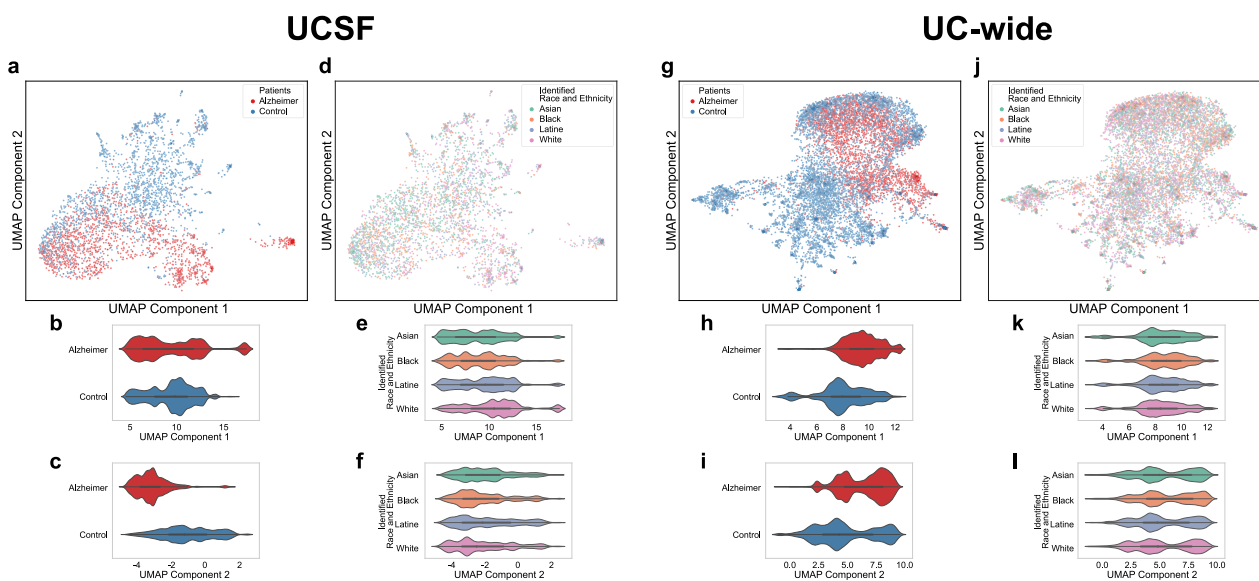 UCSF
UC-wide
a
d
g
j
Patients
Alzheimer
Control
UMAP Component 2
UMAP Component 1
Identified
Race and Ethnicity
Asian
Black
Latine
White
UMAP Component 2
UMAP Component 1
Patients
Alzheimer
Control
UMAP Component 2
UMAP Component 1
Identified
Race and Ethnicity
Asian
Black
Latine
White
UMAP Component 2
UMAP Component 1
b
Alzheimer
Control
5 10 15
UMAP Component 1
e
Identified
Race and Ethnicity
Asian
Black
Latine
White
5 10 15
UMAP Component 1
h
Alzheimer
Control
4 6 8 10 12
UMAP Component 1
k
Identified
Race and Ethnicity
Asian
Black
Latine
White
4 6 8 10 12
UMAP Component 1
c
Alzheimer
Control
-4 -2 0 2
UMAP Component 2
f
Identified
Race and Ethnicity
Asian
Black
Latine
White
-4 -2 0 2
UMAP Component 2
i
Alzheimer
Control
0.0 2.5 5.0 7.5 10.0
UMAP Component 2
l
Identified
Race and Ethnicity
Asian
Black
Latine
White
0.0 2.5 5.0 7.5 10.0
UMAP Component 2